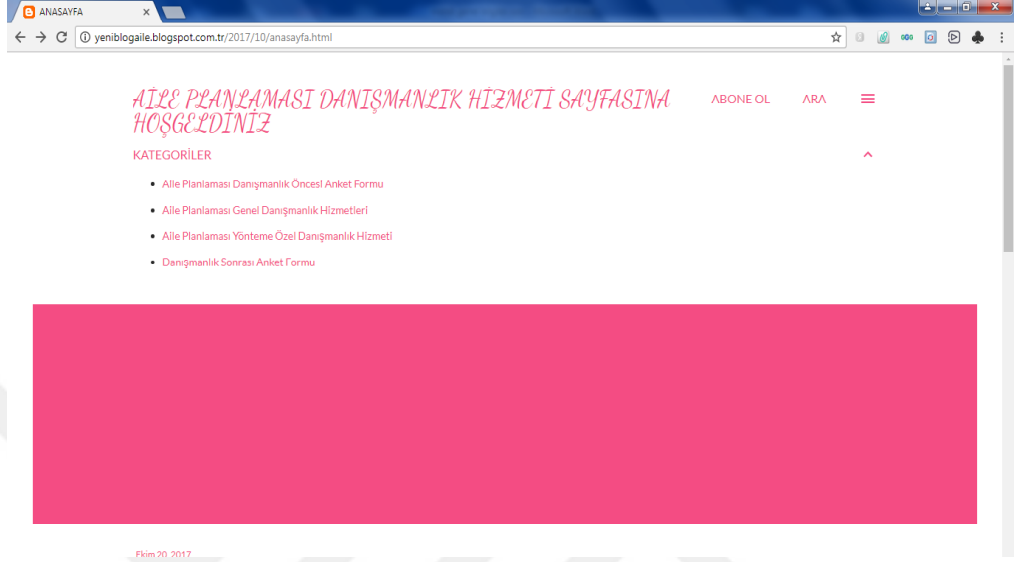 ANASAYFA
yeniblogaile.blogspot.com.tr/2017/10/anasayfa.html
AİLE PLANLAMASI DANIŞMANLIK HİZMETİ SAYFASINA
HOŞGELDİNİZ
ABONE OL
ARA
KATEGORİLER
Aile Planlaması Danışmanlık Öncesi Anket Formu
Aile Planlaması Genel Danışmanlık Hizmetleri
Aile Planlaması Yönteme Özel Danışmanlık Hizmeti
Danışmanlık Sonrası Anket Formu
Ekim 20, 2017